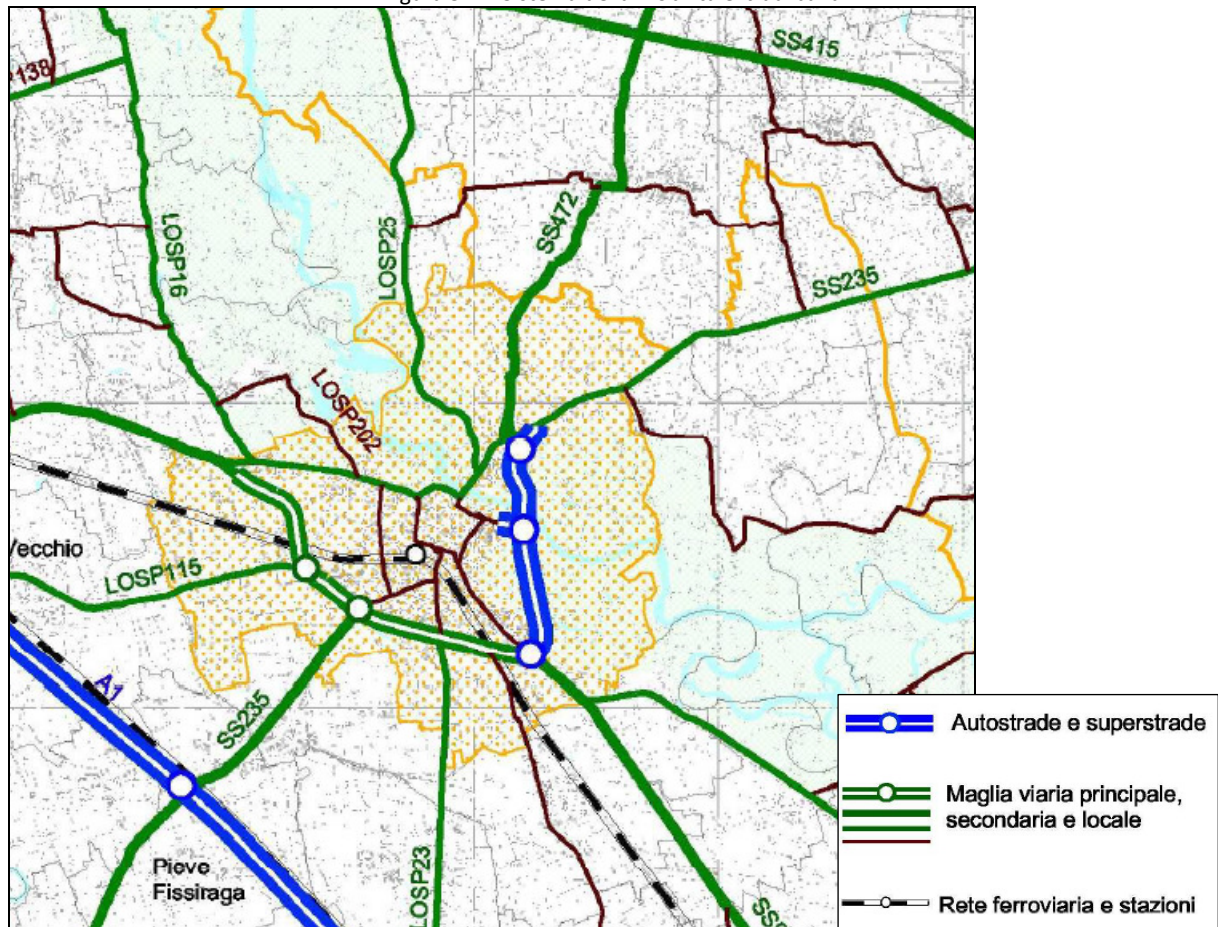 SS415
138
LOSP16
LOSP25
SS472
SS235
LOSP202
Vecchio
LOSP115
A1
SS235
Pieve
Fissiraga
LOSP23
Autostrade e superstrade
Maglia viaria principale,
secondaria e locale
Rete ferroviaria e stazioni